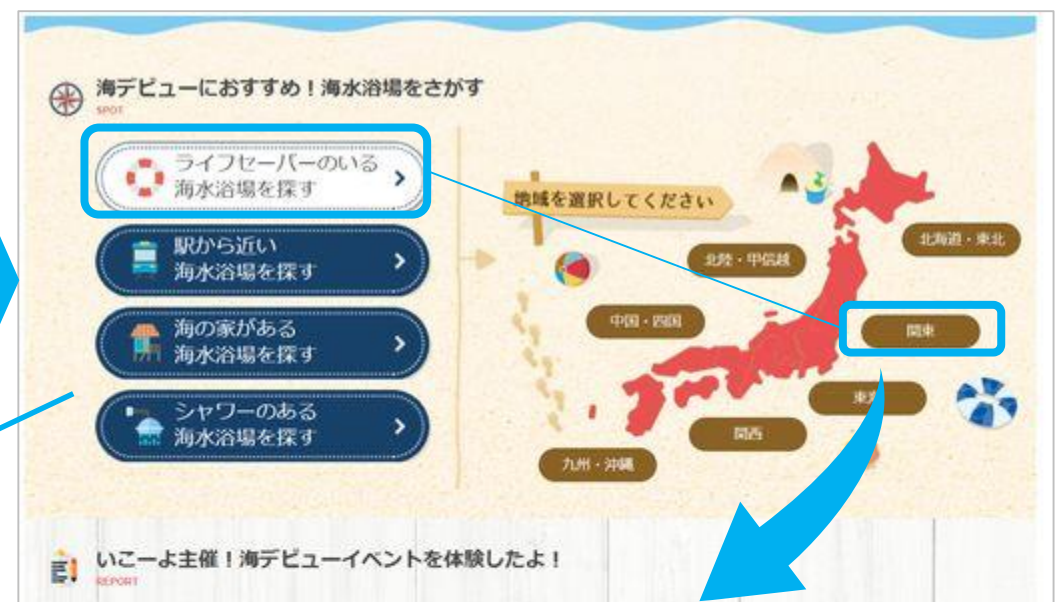 海デビューにおすすめ！海水浴場をさがす
SPOT
ライフセーバーのいる
海水浴場を探す
駅から近い
海水浴場を探す
海の家がある
海水浴場を探す
シャワーのある
海水浴場を探す
地域を選択してください
北海道・東北
北陸・甲信越
中国・四国
関東
関西
九州・沖縄
いこーよ主催！海デビューイベントを体験したよ！
REPORT